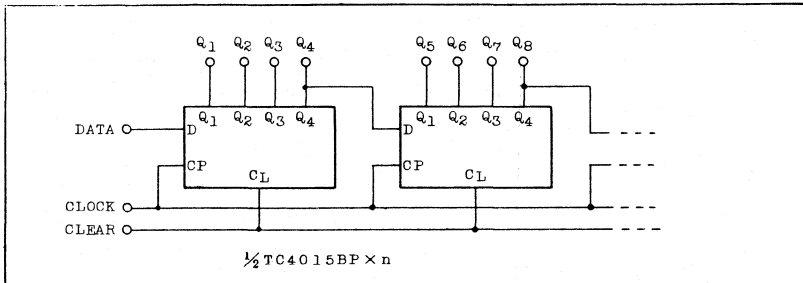 Q1 Q2 Q3 Q4 Q5 Q6 Q7 Q8
Q1 Q2 Q3 Q4 Q1 Q2 Q3 Q4
DATA D D
CP CP
CL CL
CLOCK
CLEAR
½TC4015BP×n